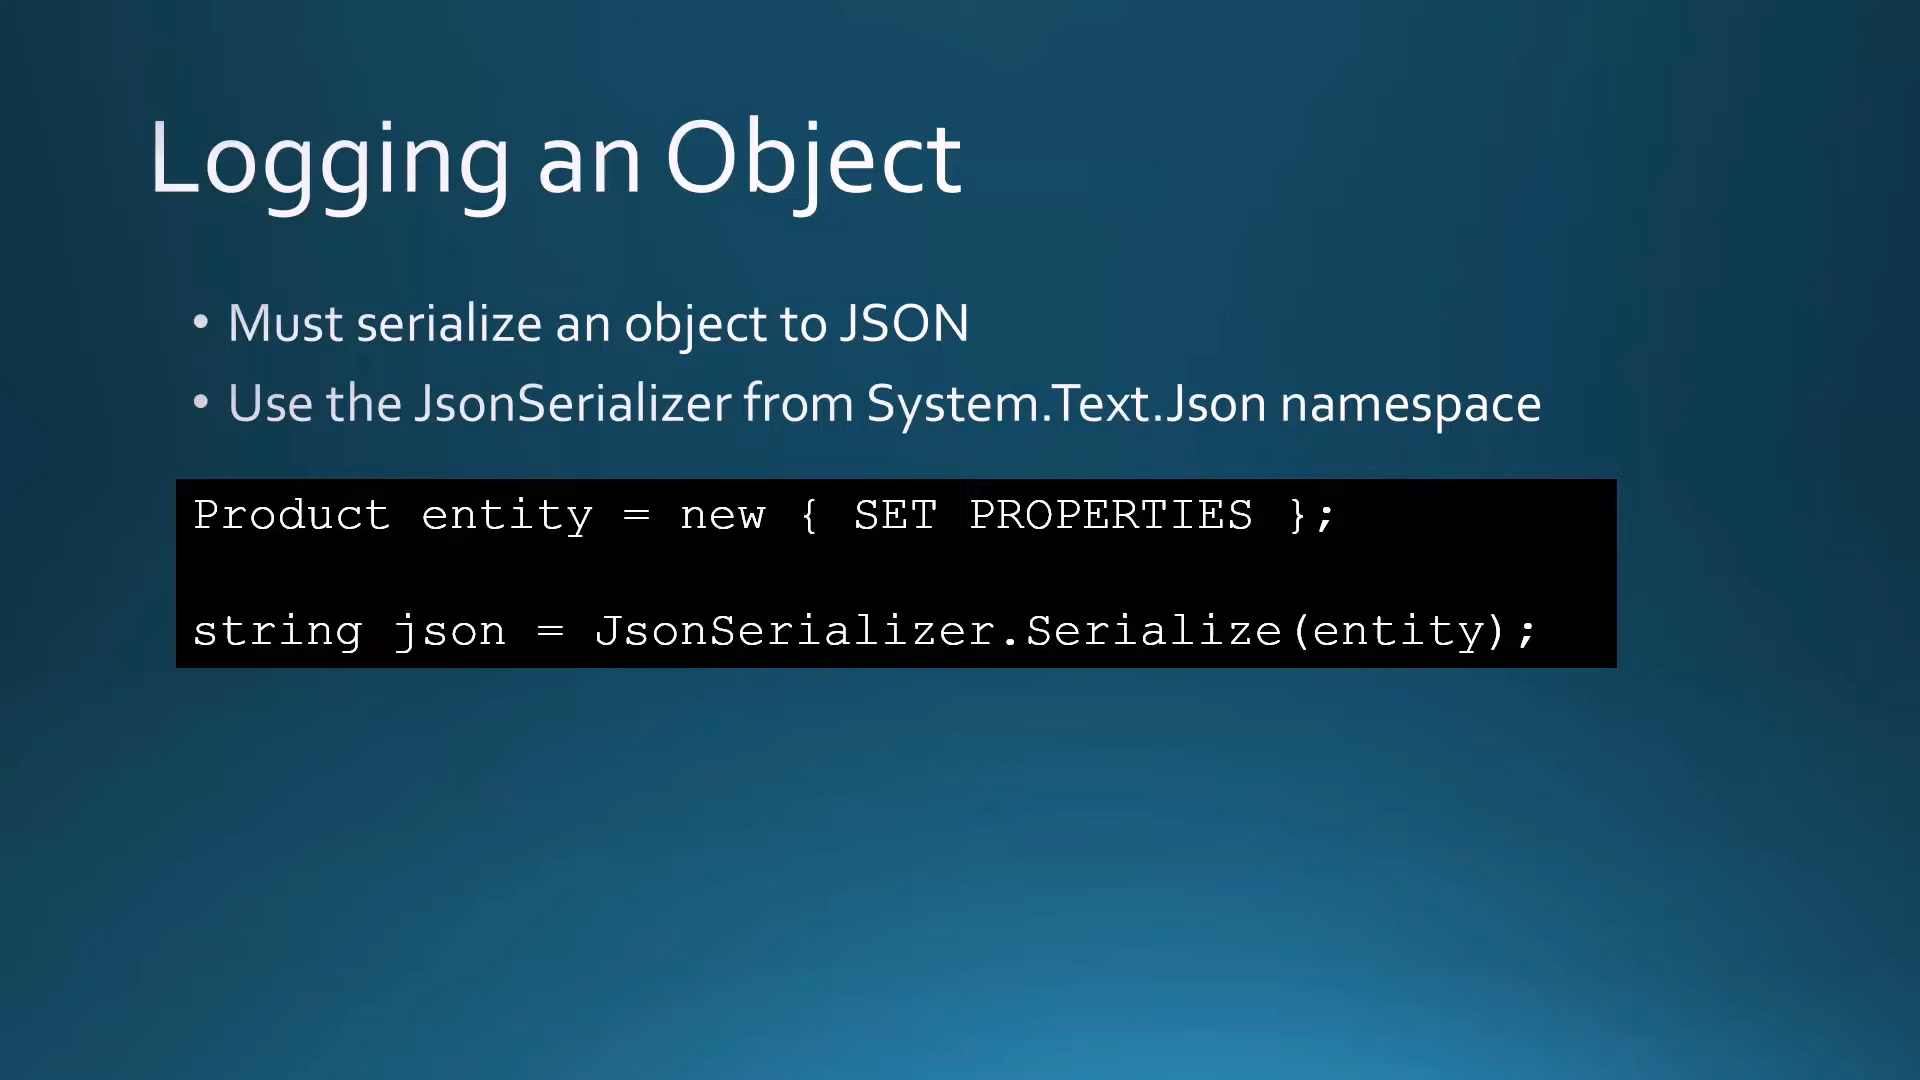 Logging an Object
• Must serialize an object to JSON
• Use the JsonSerializer from System.Text.Json namespace
Product entity = new { SET PROPERTIES };
string json = JsonSerializer.Serialize(entity);